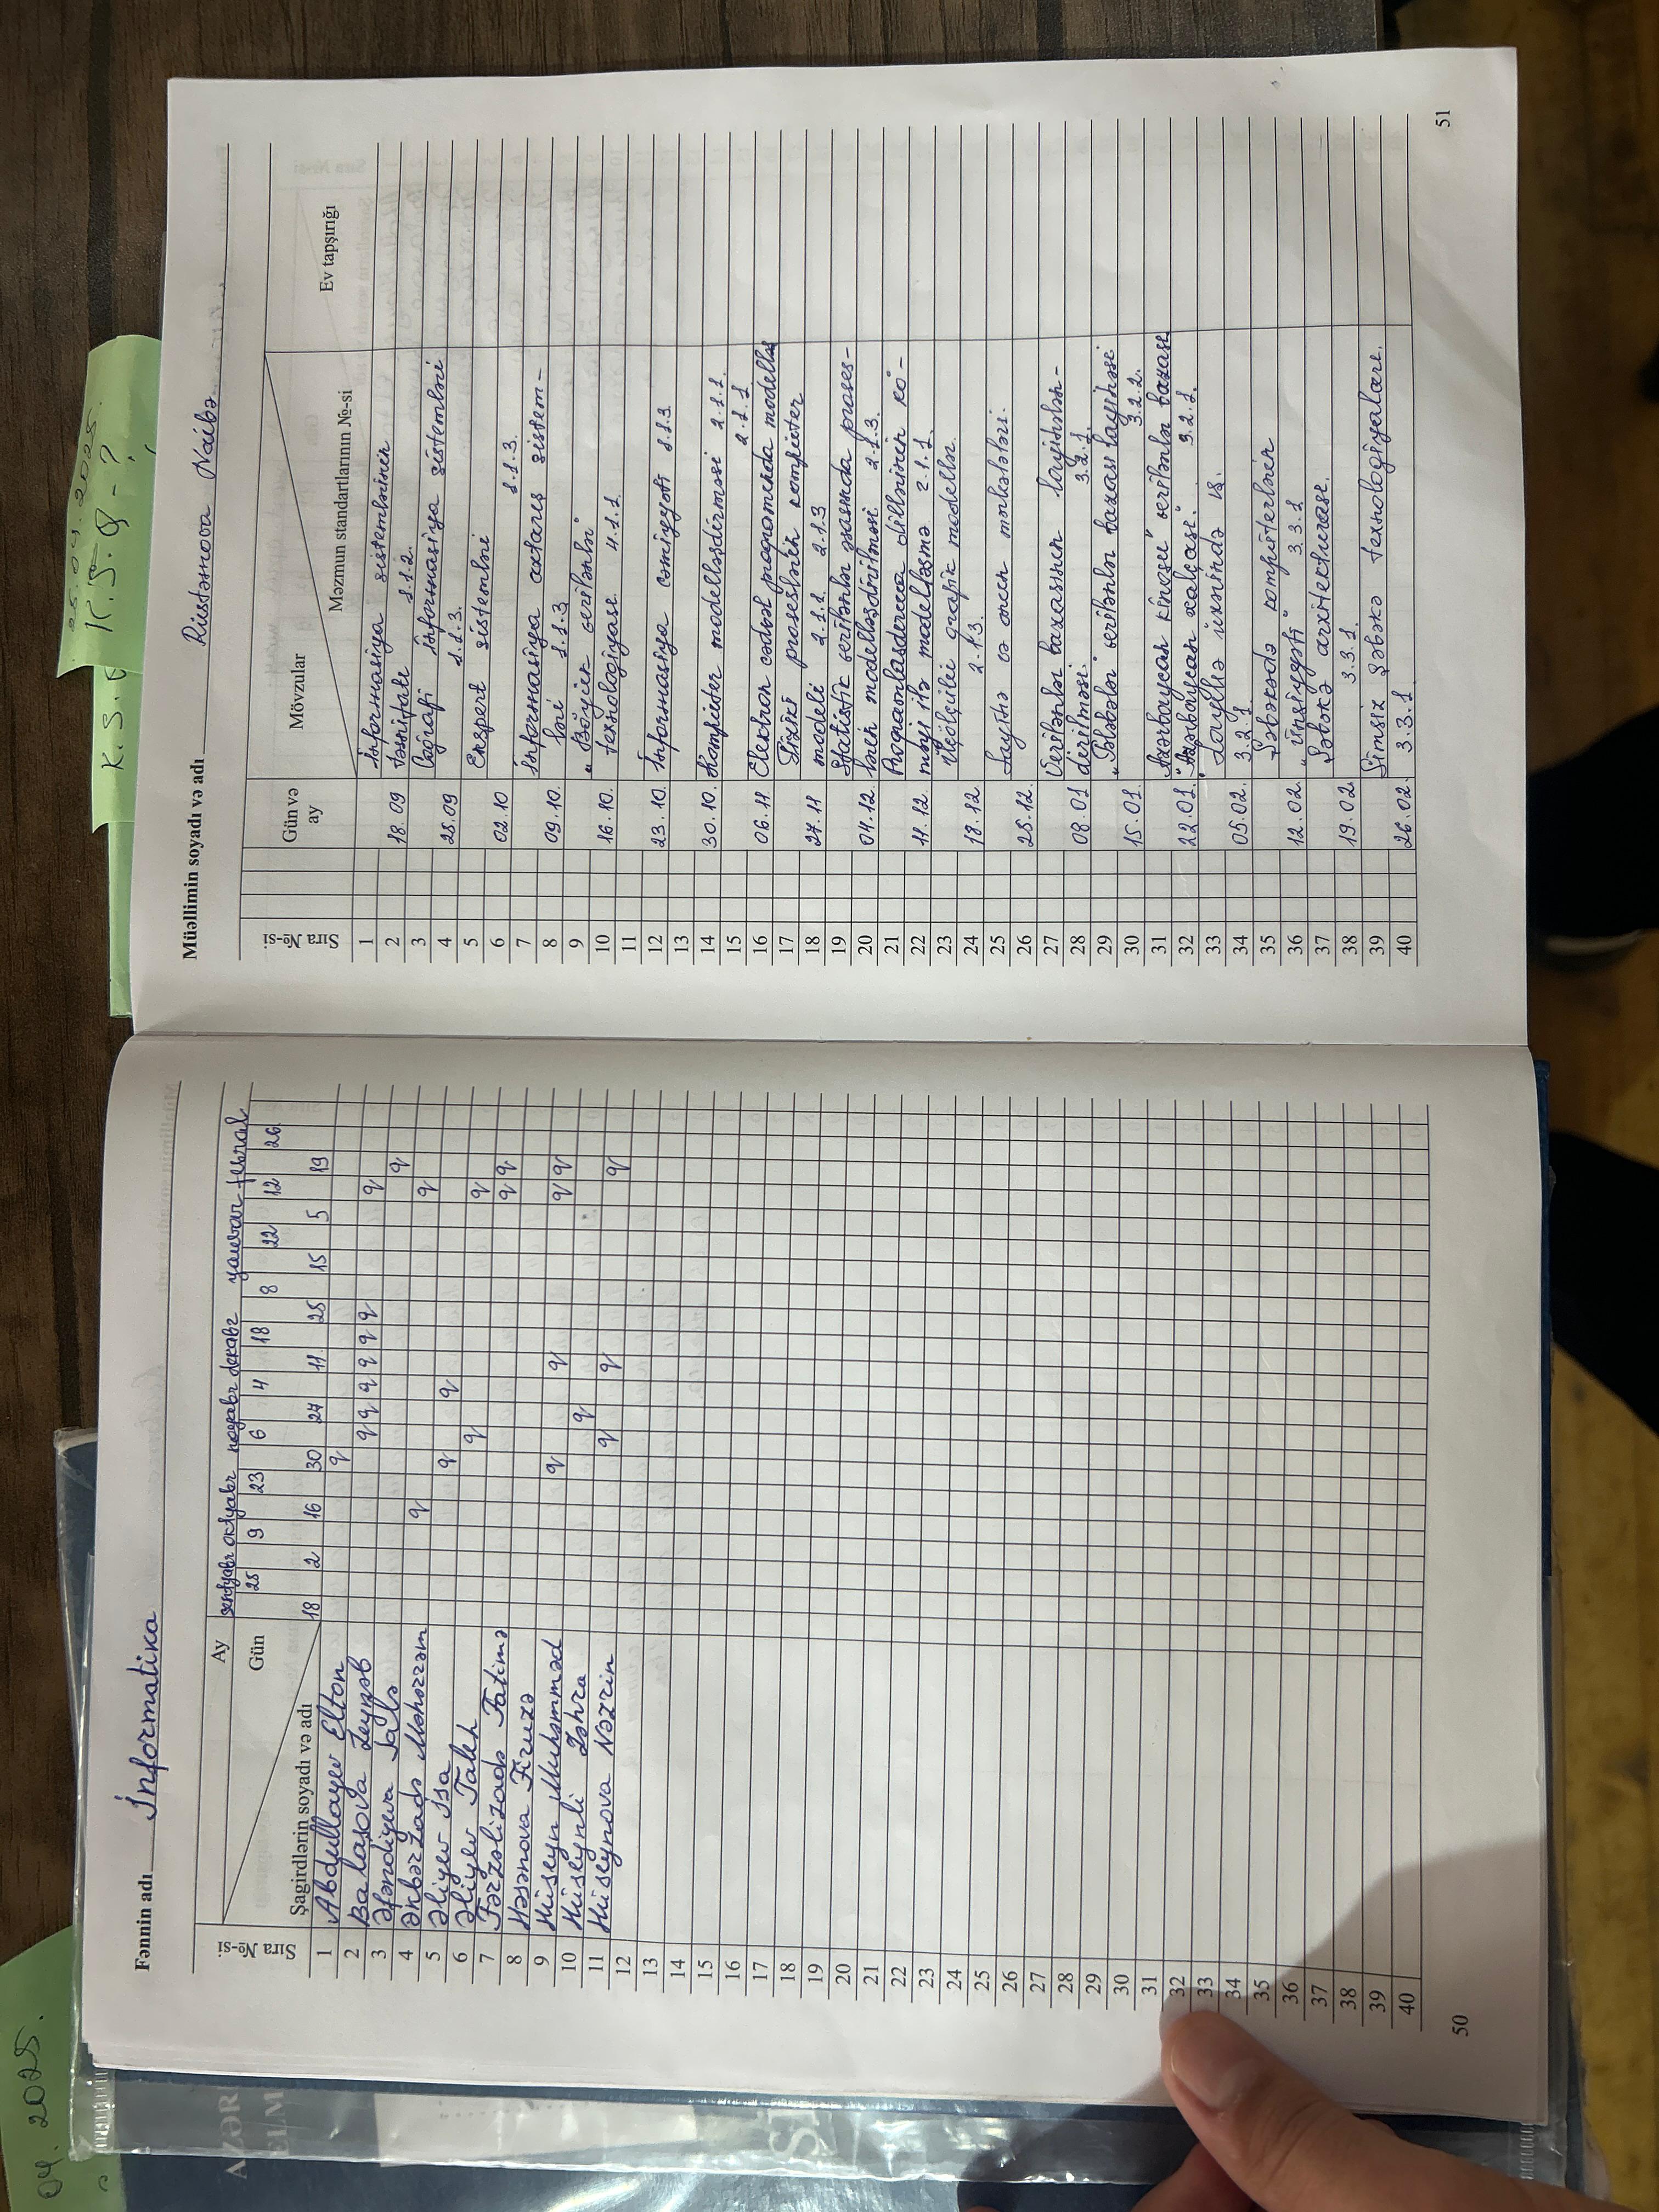 04. 2025.
25.04.2025.
K.S.Q-?
K. S. Q
AZƏR
ELM
Fənnin adı İnformatika
Sıra №-si
Ay sentyabr oktyabr noyabr dekabr yanvar fevral
Gün 25 9 23 6 4 18 8 22 12 26
Şagirdlərin soyadı və adı 18 2 16 30 27 11 25 15 5 19
1 Abdullayev Elton q
2 Balaşova Zeynəb q q q q q q q
3 Əfəndiyeva Jalə q
4 Əkbərzadə Məhərrəm q q
5 Əliyev İsa q q
6 Əliyev Taleh q q
7 Fərzəlizadə Fatimə q q
8 Həsənova Firuzə
9 Hüseyn Muhəmməd q q q q
10 Hüseynli Zəhra q
11 Hüseynova Nəzrin q q q
12
13
14
15
16
17
18
19
20
21
22
23
24
25
26
27
28
29
30
31
32
33
34
35
36
37
38
39
40
50
Müəllimin soyadı və adı Rüstəmova Naibə
Sıra №-si
Gün və ay
Mövzular
Məzmun standartlarının №-si
Ev tapşırığı
1 İnformasiya sistemlərinin
2 18.09 təsnifatı 1.1.2.
3 Coğrafi informasiya sistemləri
4 25.09 1.1.3.
5 Ekspert sistemləri
6 02.10 1.1.3.
7 İnformasiya axtarış sistem-
8 09.10. ləri 1.1.3
9 „Böyük verilənlər"
10 16.10. texnologiyası. 4.1.1.
11
12 23.10. İnformasiya cəmiyyəti 1.1.3
13
14 30.10. Kompüter modelləşdirməsi 2.1.1.
15 2.1.1
16 06.11 Elektron cədvəl proqramında modelləş
17 Fiziki proseslərin kompüter
18 27.11 modeli 2.1.1. 2.1.3
19 Statistik verilənlər əsasında proses-
20 04.12. lərin modelləşdirilməsi 2.1.3.
21 Proqramlaşdırma dillərinin kö-
22 11.12. məyi ilə modelləşmə 2.1.1.
23 Üçölçülü qrafik modellər.
24 18.12. 2.1.3.
25 Layihə və onun mərhələləri.
26 25.12.
27 Verilənlər bazasının layihələn-
28 08.01 dirilməsi. 3.2.1.
29 „Tələbələr" verilənlər bazası layihəsi
30 15.01. 3.2.2.
31 Azərbaycan kinosu" verilənlər bazası
32 22.01. "Azərbaycan xalçası." 3.2.1.
33 Layihə üzərində iş.
34 05.02. 3.2.1.
35 Şəbəkədə kompüterlərin
36 12.02. „ünsiyyəti" 3.3.1
37 Şəbəkə arxitekturası.
38 19.02. 3.3.1.
39 Simsiz şəbəkə texnologiyaları.
40 26.02. 3.3.1
51